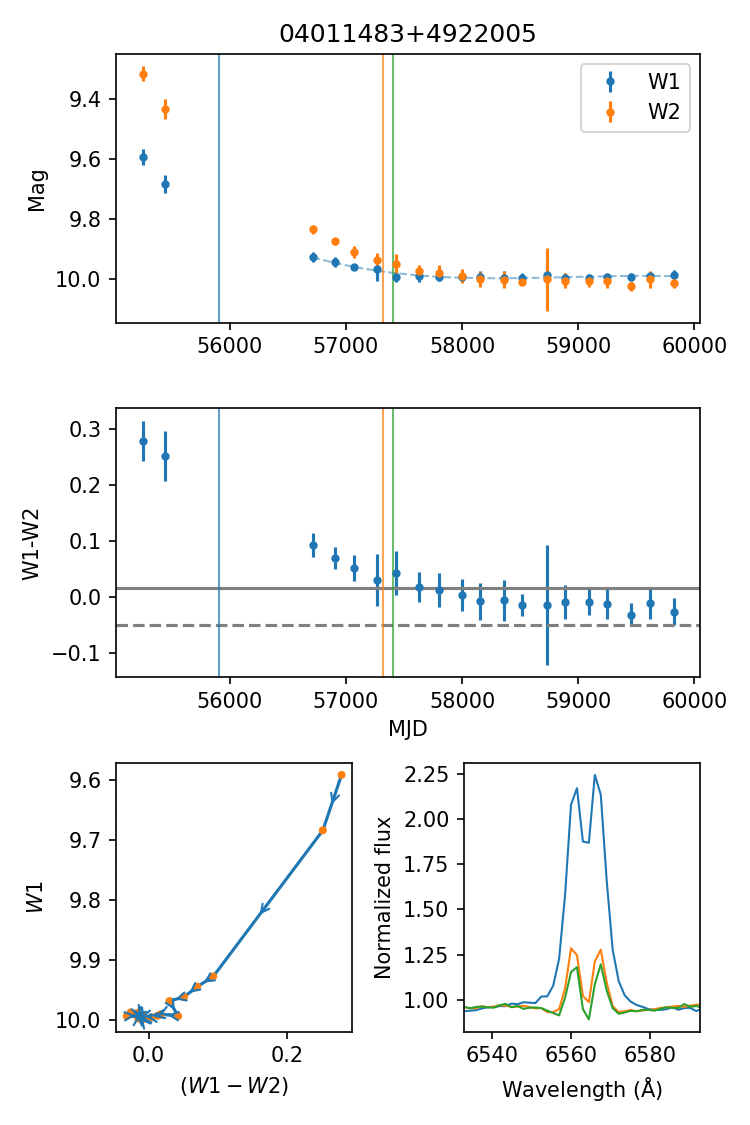 04011483+4922005
Mag
9.4
9.6
9.8
10.0
W1
W2
56000 57000 58000 59000 60000
W1-W2
0.3
0.2
0.1
0.0
−0.1
56000 57000 58000 59000 60000
MJD
W1
9.6
9.7
9.8
9.9
10.0
0.0 0.2
(W1 − W2)
Normalized flux
2.25
2.00
1.75
1.50
1.25
1.00
6540 6560 6580
Wavelength (Å)